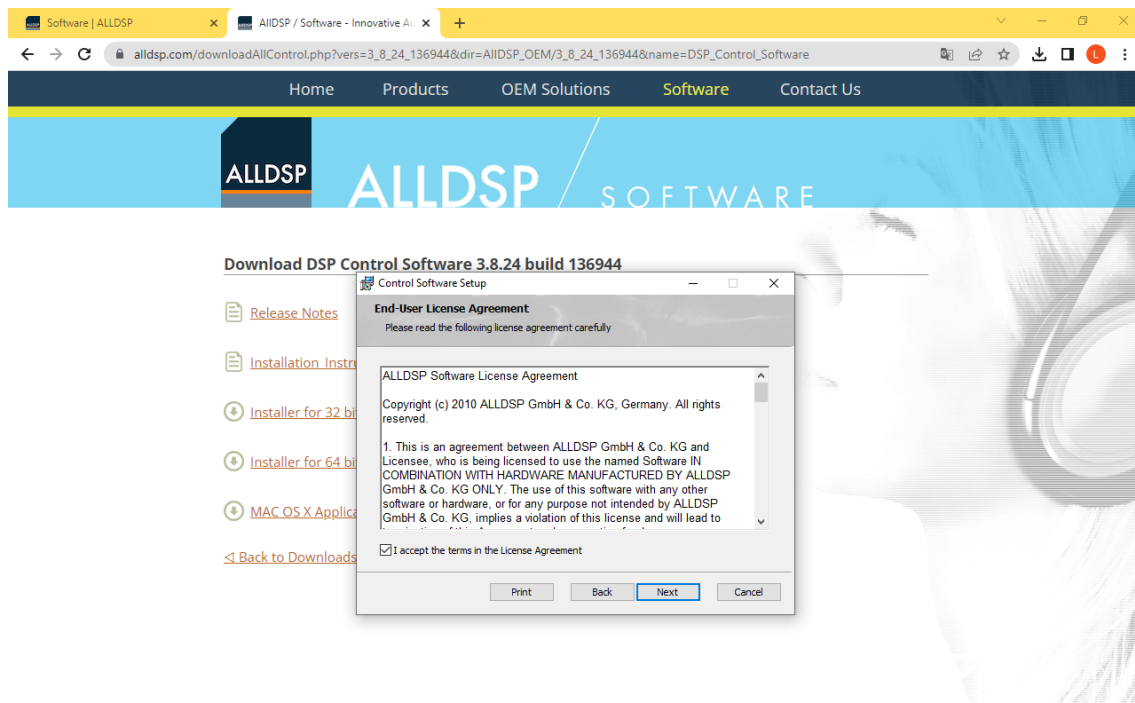 Software | ALLDSP
AllDSP / Software - Innovative Au
alldsp.com/downloadAllControl.php?vers=3_8_24_136944&dir=AllDSP_OEM/3_8_24_136944&name=DSP_Control_Software
L
Home Products OEM Solutions Software Contact Us
ALLDSP
ALLDSP / SOFTWARE
Download DSP Control Software 3.8.24 build 136944
Release Notes
Installation Instru
Installer for 32 bi
Installer for 64 bi
MAC OS X Applica
◁ Back to Downloads
Control Software Setup
End-User License Agreement
Please read the following license agreement carefully
ALLDSP Software License Agreement
Copyright (c) 2010 ALLDSP GmbH & Co. KG, Germany. All rights
reserved.
1. This is an agreement between ALLDSP GmbH & Co. KG and
Licensee, who is being licensed to use the named Software IN
COMBINATION WITH HARDWARE MANUFACTURED BY ALLDSP
GmbH & Co. KG ONLY. The use of this software with any other
software or hardware, or for any purpose not intended by ALLDSP
GmbH & Co. KG, implies a violation of this license and will lead to
I accept the terms in the License Agreement
Print Back Next Cancel